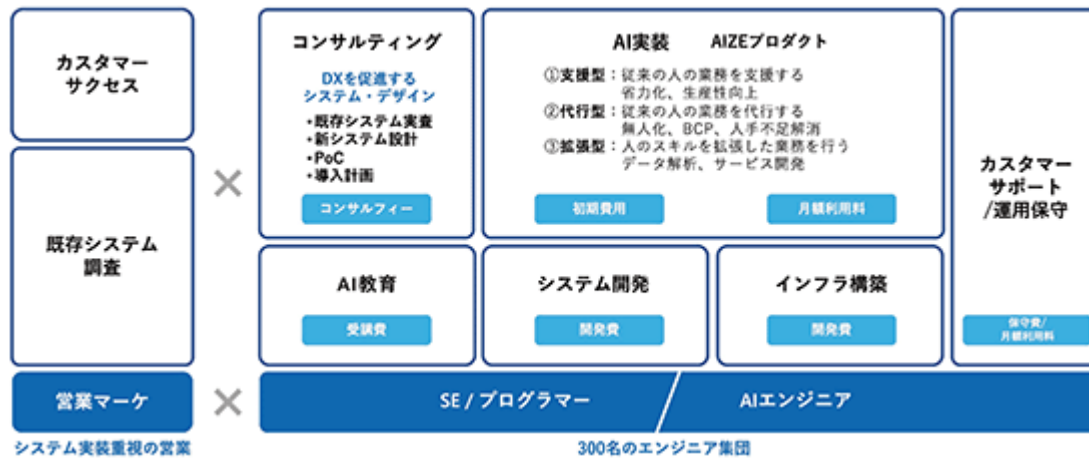 カスタマー
サクセス
既存システム
調査
営業マーケ
システム実装重視の営業
×
×
コンサルティング
DXを促進する
システム・デザイン
・既存システム実査
・新システム設計
・PoC
・導入計画
コンサルフィー
AI実装 AIZEプロダクト
①支援型：従来の人の業務を支援する
省力化、生産性向上
②代行型：従来の人の業務を代行する
無人化、BCP、人手不足解消
③拡張型：人のスキルを拡張した業務を行う
データ解析、サービス開発
初期費用
月額利用料
AI教育
受講費
システム開発
開発費
インフラ構築
開発費
カスタマー
サポート
/運用保守
保守費/
月額利用料
SE / プログラマー
AIエンジニア
300名のエンジニア集団